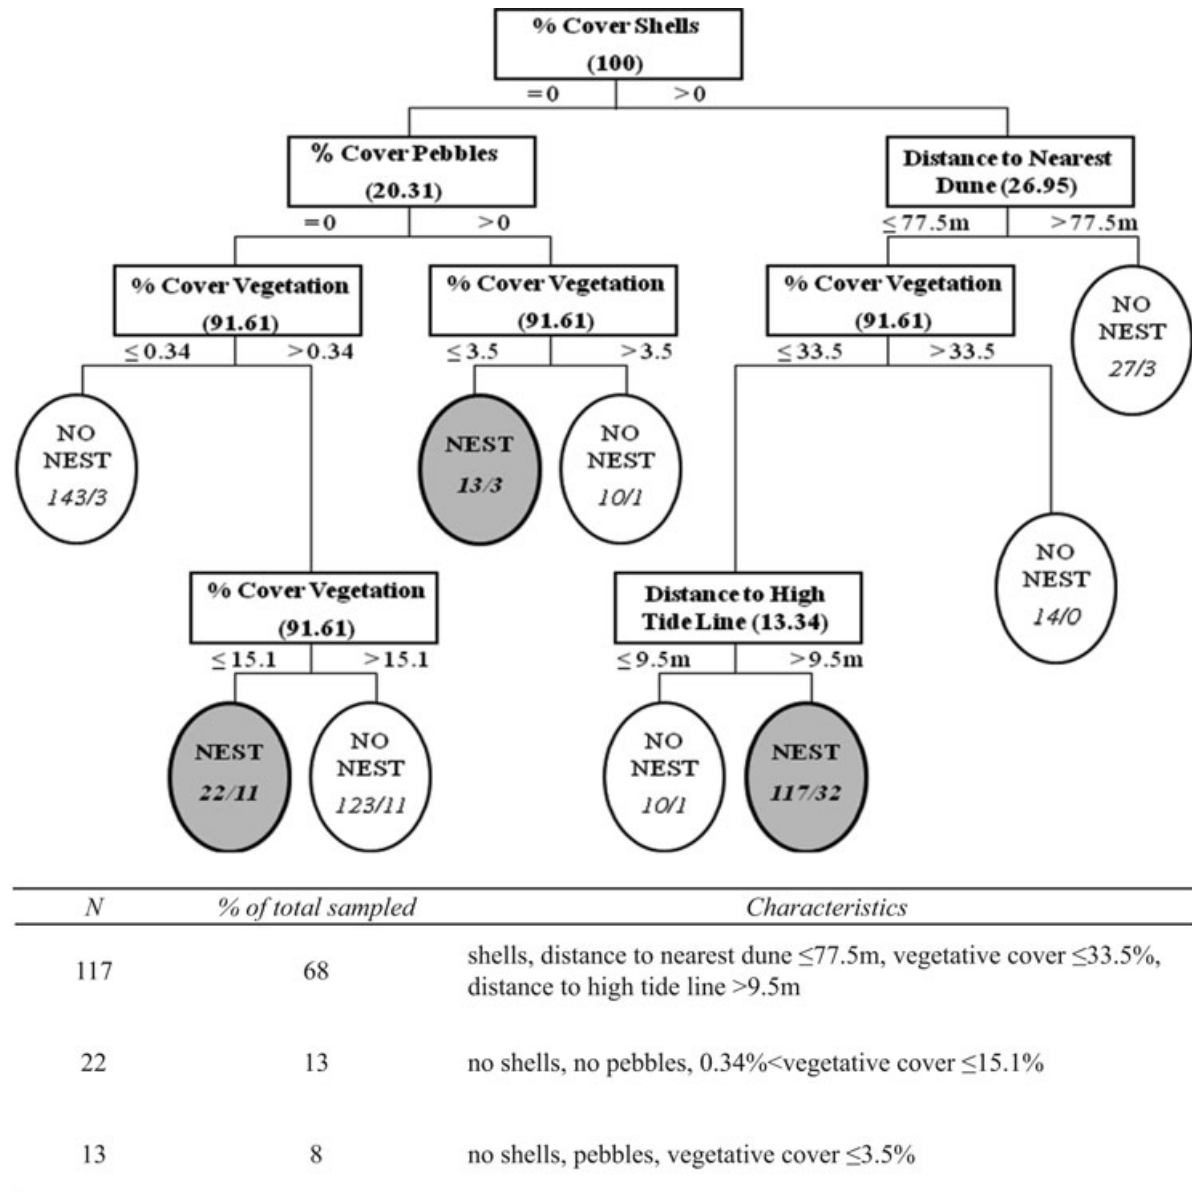 % Cover Shells
(100)
=0 >0
% Cover Pebbles
(20.31)
Distance to Nearest
Dune (26.95)
=0 >0
≤77.5m >77.5m
% Cover Vegetation
(91.61)
% Cover Vegetation
(91.61)
% Cover Vegetation
(91.61)
NO
NEST
27/3
≤0.34 >0.34
≤3.5 >3.5
≤33.5 >33.5
NO
NEST
143/3
NEST
13/3
NO
NEST
10/1
NO
NEST
14/0
% Cover Vegetation
(91.61)
Distance to High
Tide Line (13.34)
≤15.1 >15.1
≤9.5m >9.5m
NEST
22/11
NO
NEST
123/11
NO
NEST
10/1
NEST
117/32
N % of total sampled Characteristics
117 68 shells, distance to nearest dune ≤77.5m, vegetative cover ≤33.5%,
distance to high tide line >9.5m
22 13 no shells, no pebbles, 0.34%<vegetative cover ≤15.1%
13 8 no shells, pebbles, vegetative cover ≤3.5%